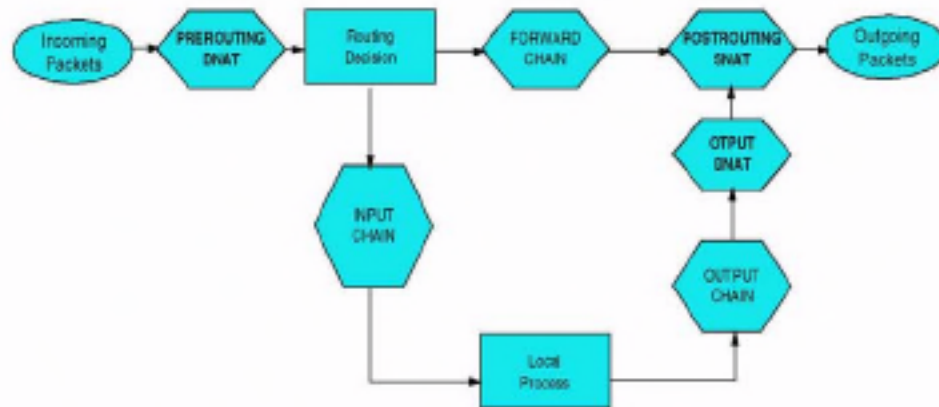 Incoming
Packets
PREROUTING
DNAT
Routing
Decision
FORWARD
CHAIN
POSTROUTING
SNAT
Outgoing
Packets
OTPUT
DNAT
INPUT
CHAIN
OUTPUT
CHAIN
Local
Process